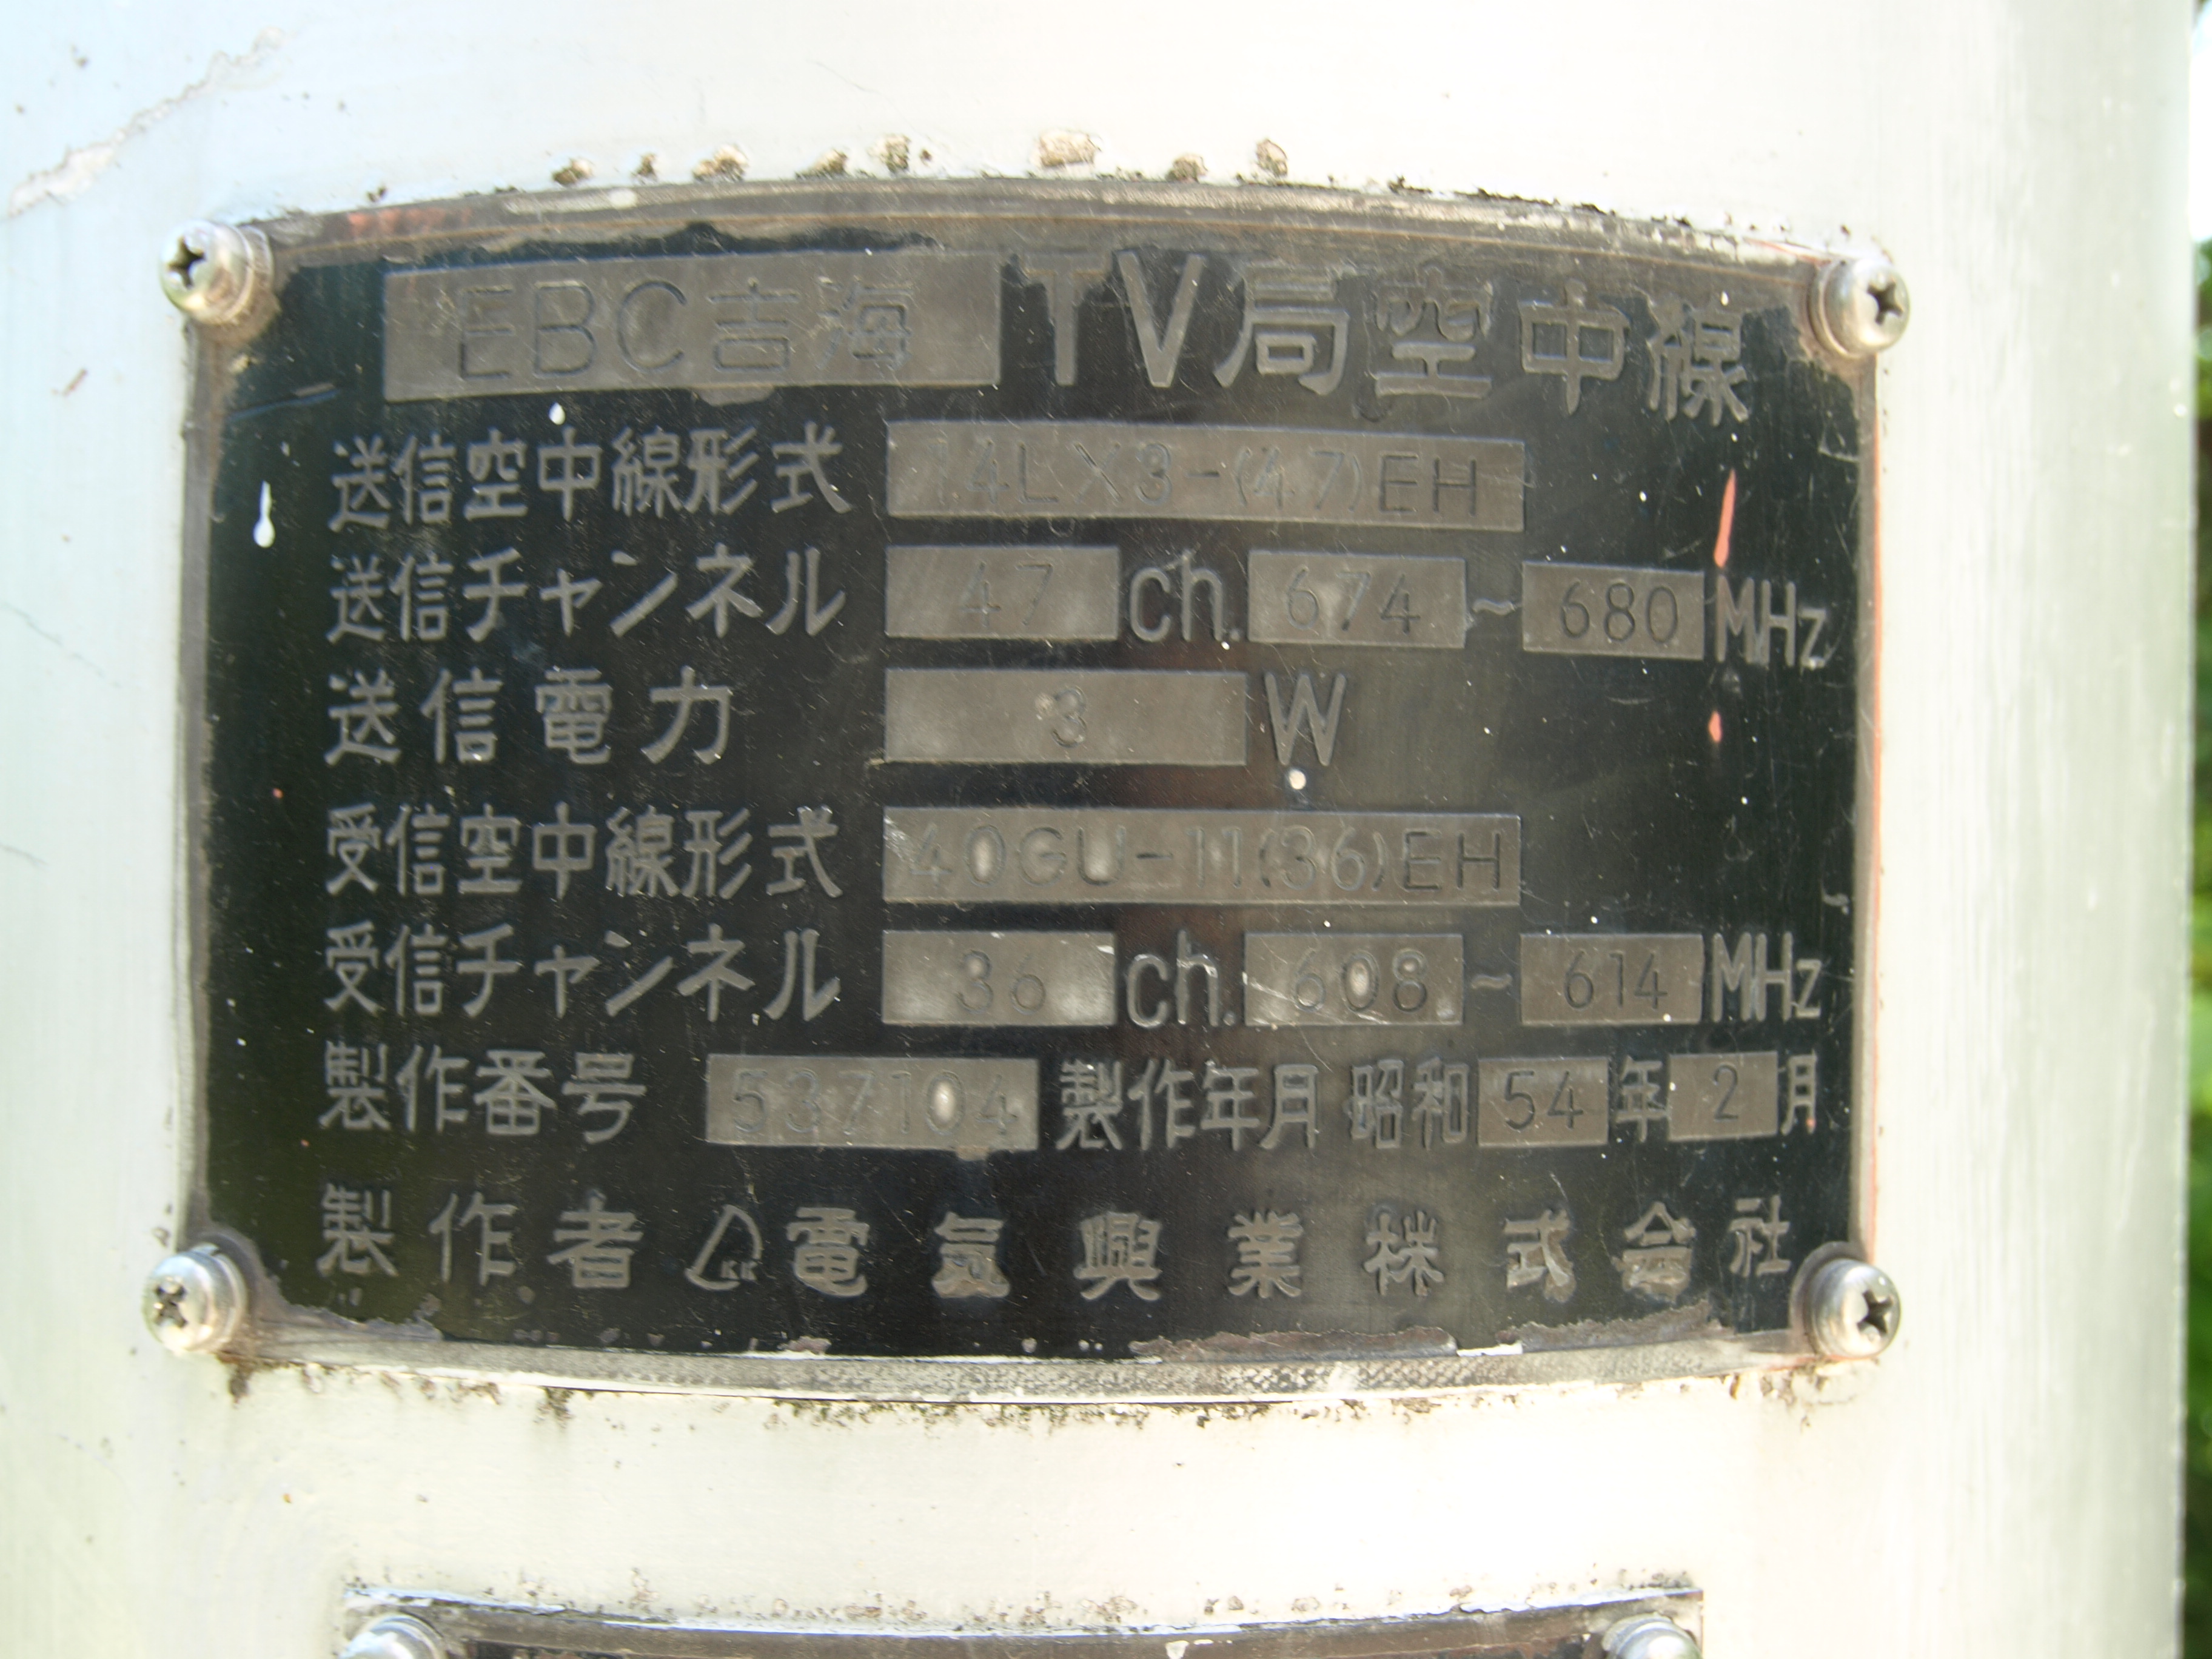 EBC吉海TV局空中線
送信空中線形式 14LX3-(47)EH
送信チャンネル 47 ch. 674 ~ 680 MHz
送信電力 3 W
受信空中線形式 40GU-11(36)EH
受信チャンネル 36 ch. 608 ~ 614 MHz
製作番号 537104 製作年月 昭和54年2月
製作者 DKK 電気興業株式会社